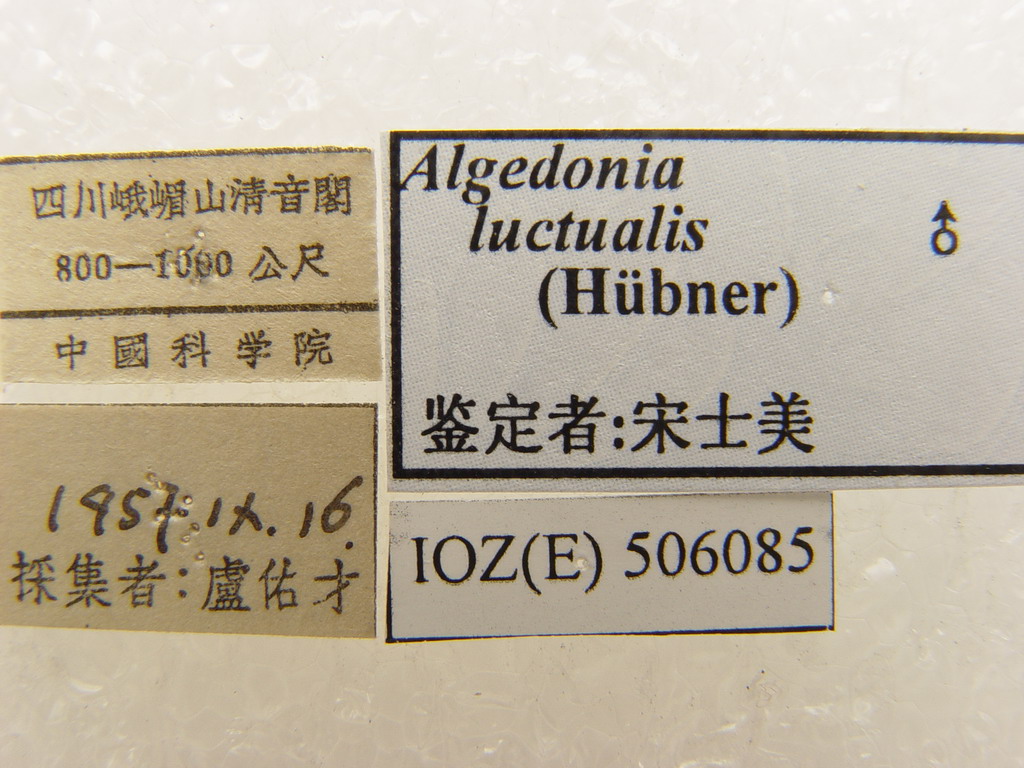 四川峨嵋山清音閣
800—1000 公尺
中國科学院
1957.IX.16.
採集者:盧佑才
Algedonia
luctualis
(Hübner)
♂
鉴定者:宋士美
IOZ(E) 506085